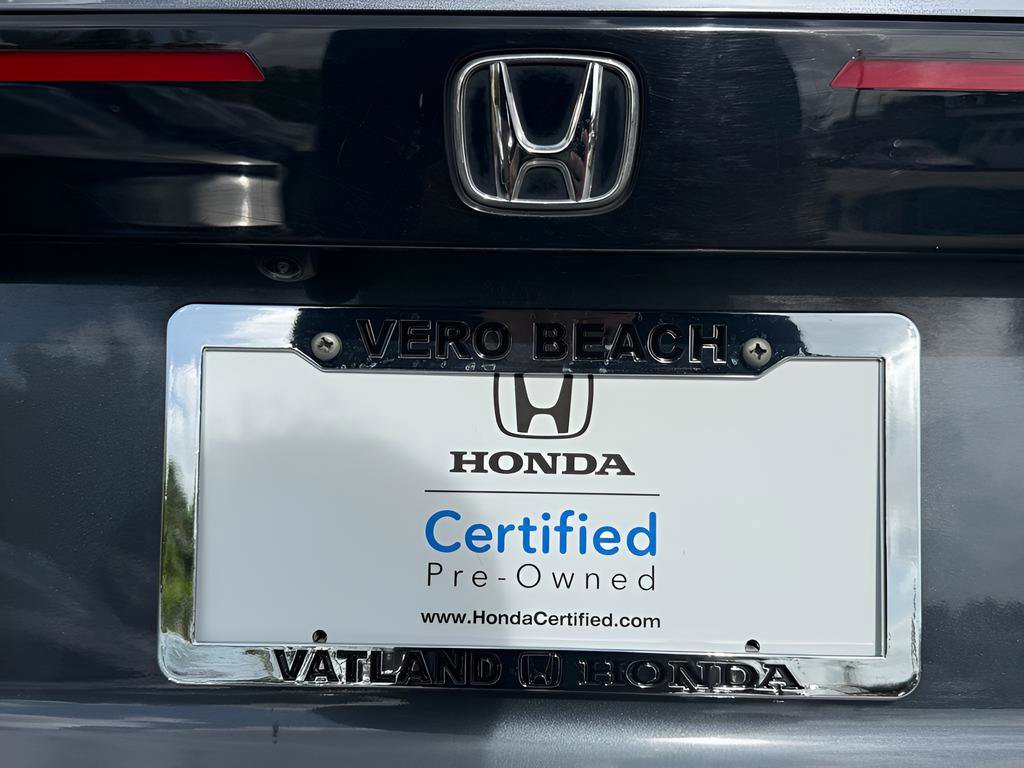 VERO BEACH
HONDA
Certified
Pre-Owned
www.HondaCertified.com
VATLAND HONDA